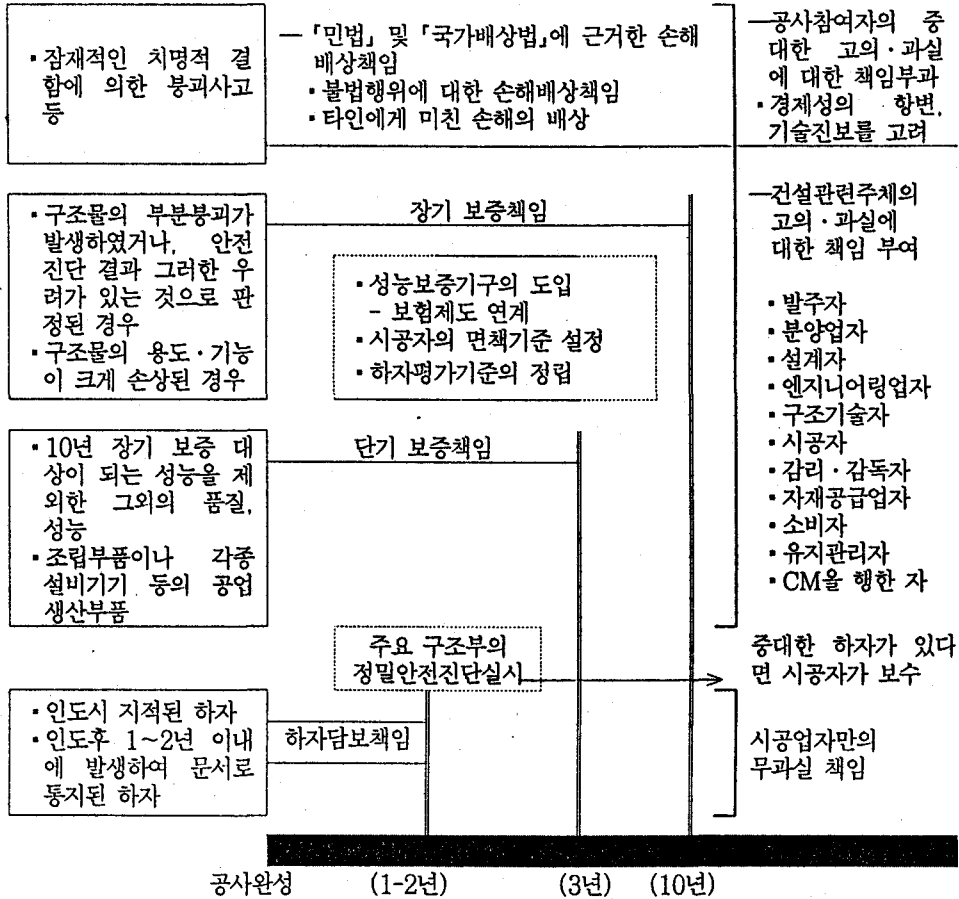 ▪잠재적인 치명적 결
함에 의한 붕괴사고
등
─「민법」 및 「국가배상법」에 근거한 손해
배상책임
▪불법행위에 대한 손해배상책임
▪타인에게 미친 손해의 배상
─공사참여자의 중
대한 고의·과실
에 대한 책임부과
▪경제성의 항변,
기술진보를 고려
▪구조물의 부분붕괴가
발생하였거나, 안전
진단 결과 그러한 우
려가 있는 것으로 판
정된 경우
▪구조물의 용도·기능
이 크게 손상된 경우
장기 보증책임
▪성능보증기구의 도입
- 보험제도 연계
▪시공자의 면책기준 설정
▪하자평가기준의 정립
─건설관련주체의
고의·과실에
대한 책임 부여
▪발주자
▪분양업자
▪설계자
▪엔지니어링업자
▪구조기술자
▪시공자
▪감리·감독자
▪자재공급업자
▪소비자
▪유지관리자
▪CM을 행한 자
▪10년 장기 보증 대
상이 되는 성능을 제
외한 그외의 품질,
성능
▪조립부품이나 각종
설비기기 등의 공업
생산부품
단기 보증책임
주요 구조부의
정밀안전진단실시
중대한 하자가 있다
면 시공자가 보수
▪인도시 지적된 하자
▪인도후 1~2년 이내
에 발생하여 문서로
통지된 하자
하자담보책임
시공업자만의
무과실 책임
공사완성 (1-2년) (3년) (10년)